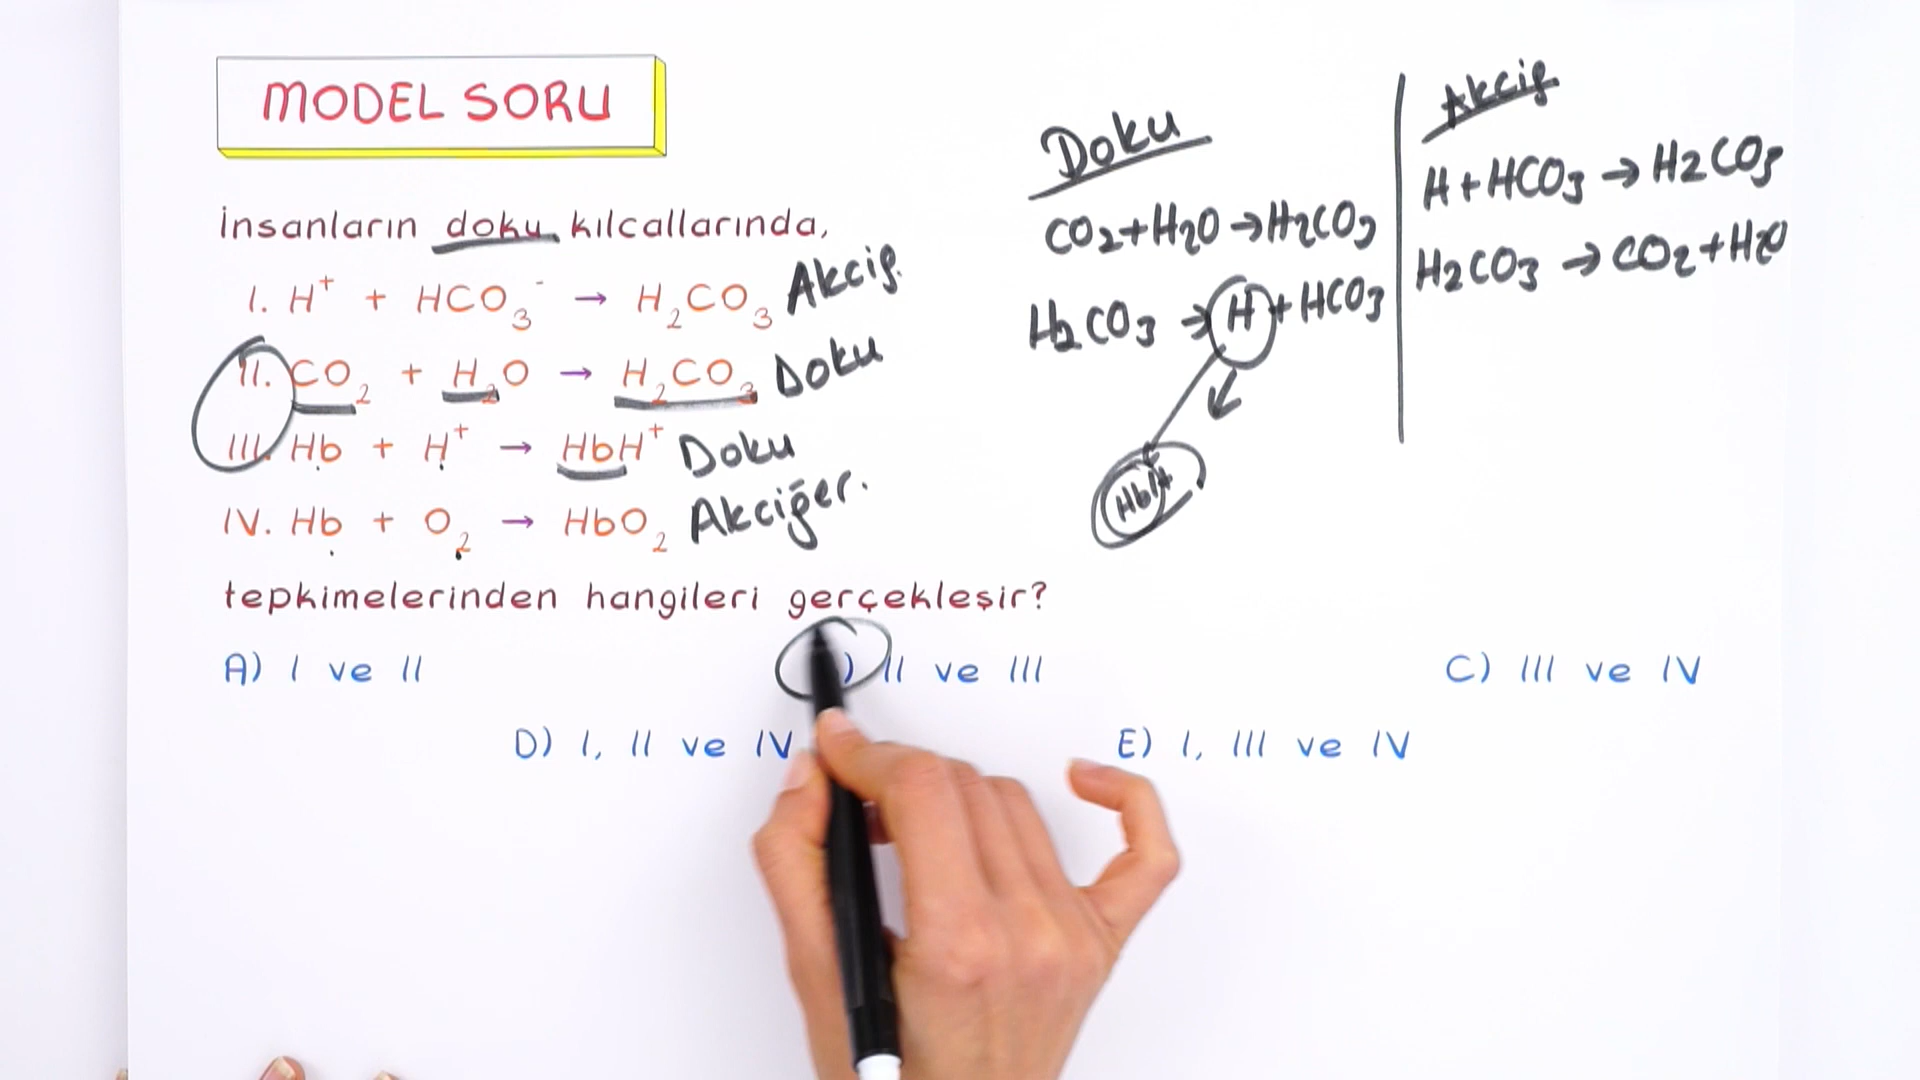 MODEL SORU
İnsanların doku kılcallarında,
I. H⁺ + HCO₃⁻ → H₂CO₃ Akciğ.
II. CO₂ + H₂O → H₂CO₃ Doku
III. Hb + H⁺ → HbH⁺ Doku
IV. Hb + O₂ → HbO₂ Akciğer.
tepkimelerinden hangileri gerçekleşir?
A) I ve II
) II ve III
C) III ve IV
D) I, II ve IV
E) I, III ve IV
Doku
CO₂+H₂O→H₂CO₃
H₂CO₃→H+HCO₃
HbH
Akciğ
H+HCO₃→H₂CO₃
H₂CO₃→CO₂+H₂O